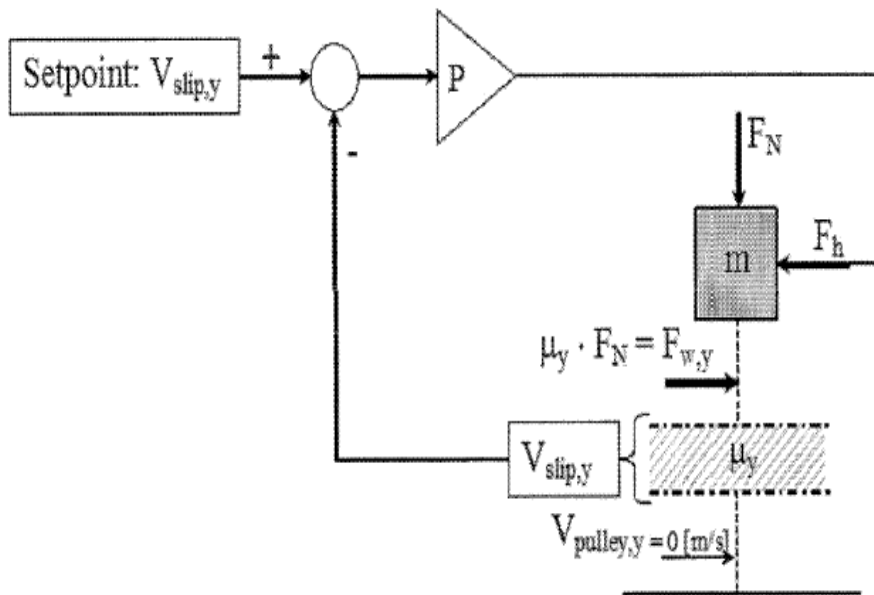 Setpoint: V_slip,y
+
P
-
F_N
m
F_h
μ_y · F_N = F_w,y
V_slip,y
μ_y
V_pulley,y = 0 [m/s]